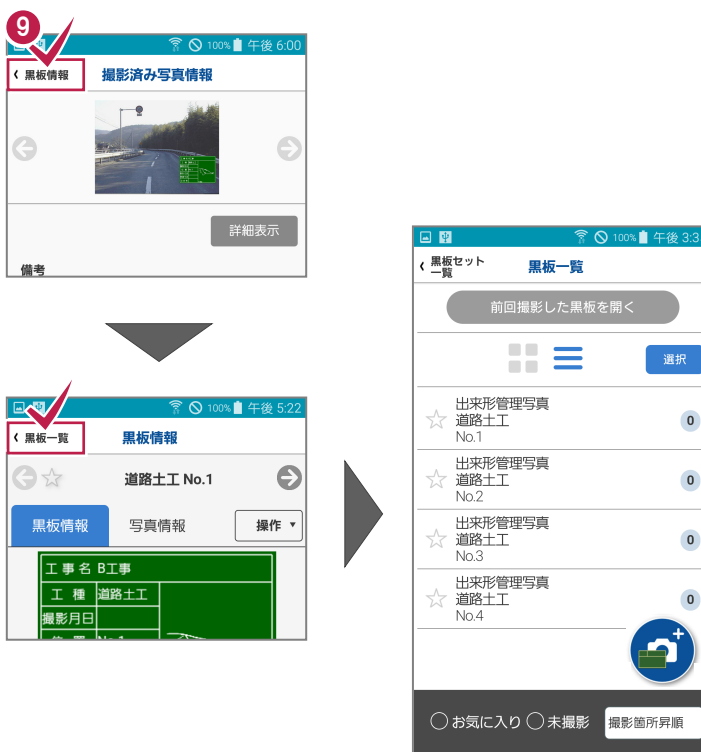 9
100% 午後 6:00
黒板情報 撮影済み写真情報
詳細表示
備考
100% 午後 5:22
黒板一覧 黒板情報
道路土工 No.1
黒板情報 写真情報 操作 ▼
工事名 B工事
工 種 道路土工
撮影月日
100% 午後 3:3
黒板セット
一覧
黒板一覧
前回撮影した黒板を開く
選択
出来形管理写真
道路土工 0
No.1
出来形管理写真
道路土工 0
No.2
出来形管理写真
道路土工 0
No.3
出来形管理写真
道路土工 0
No.4
お気に入り 未撮影 撮影箇所昇順